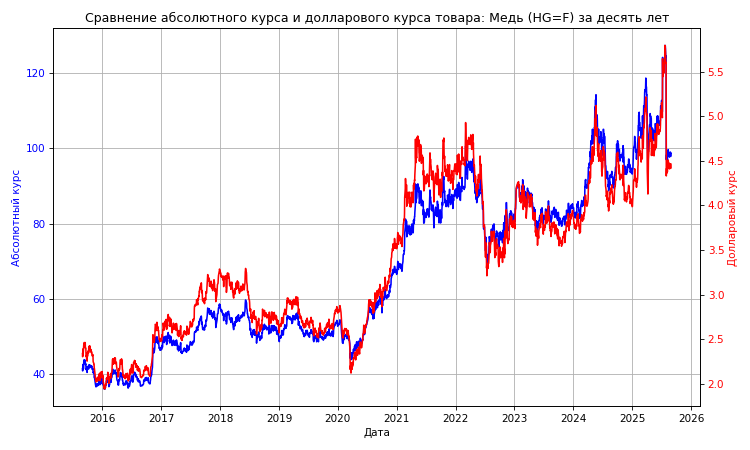 Сравнение абсолютного курса и долларового курса товара: Медь (HG=F) за десять лет
120
100
80
60
40
Абсолютный курс
5.5
5.0
4.5
4.0
3.5
3.0
2.5
2.0
Долларовый курс
2016 2017 2018 2019 2020 2021 2022 2023 2024 2025 2026
Дата